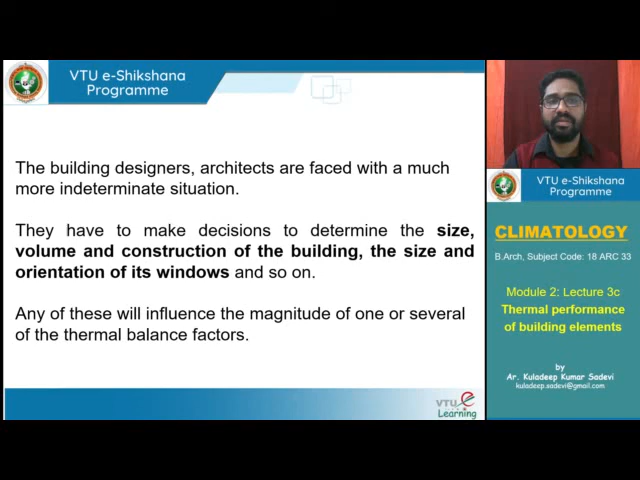 VTU e-Shikshana
Programme
The building designers, architects are faced with a much
more indeterminate situation.
They have to make decisions to determine the size,
volume and construction of the building, the size and
orientation of its windows and so on.
Any of these will influence the magnitude of one or several
of the thermal balance factors.
VTU e
Learning
VTU e-Shikshana
Programme
CLIMATOLOGY
B.Arch, Subject Code: 18 ARC 33
Module 2: Lecture 3c
Thermal performance
of building elements
by
Ar. Kuladeep Kumar Sadevi
kuladeep.sadevi@gmail.com